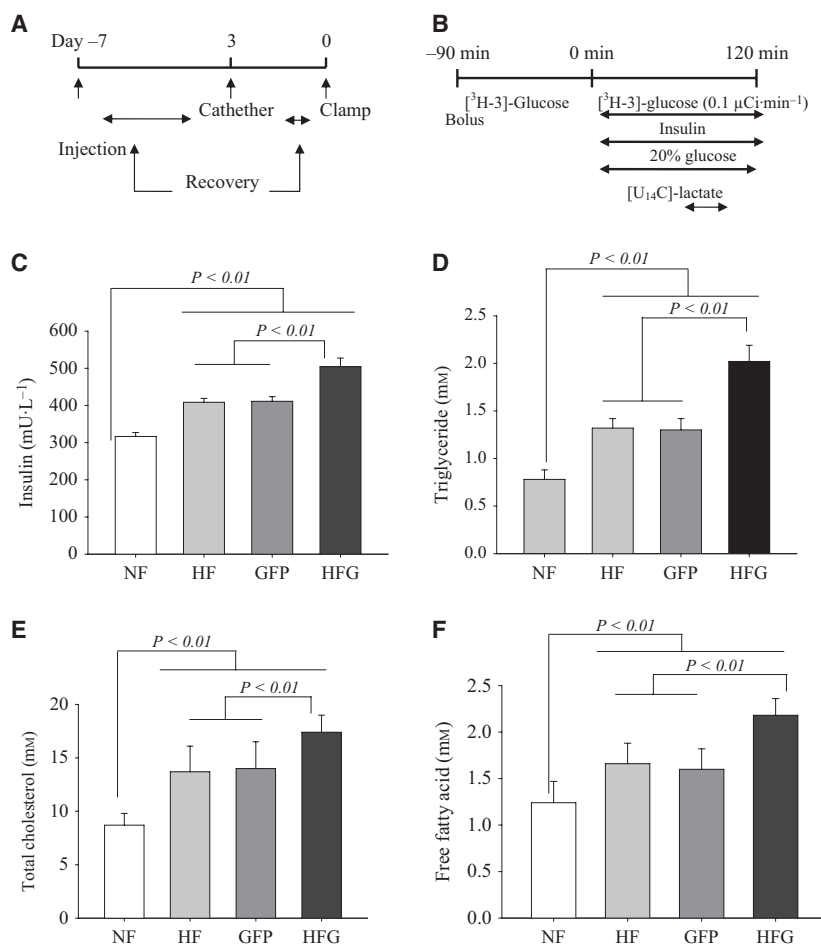 A
Day –7 3 0
Cathether Clamp
Injection
Recovery
B
–90 min 0 min 120 min
[³H-3]-Glucose [³H-3]-glucose (0.1 µCi·min⁻¹)
Bolus
Insulin
20% glucose
[U₁₄C]-lactate
C
P < 0.01
P < 0.01
Insulin (mU·L⁻¹)
600
500
400
300
200
100
0
NF HF GFP HFG
D
P < 0.01
P < 0.01
Triglyceride (mM)
2.5
2.0
1.5
1.0
0.5
0.0
NF HF GFP HFG
E
P < 0.01
P < 0.01
Total cholesterol (mM)
20
15
10
5
0
NF HF GFP HFG
F
P < 0.01
P < 0.01
Free fatty acid (mM)
2.5
2.0
1.5
1.0
0.5
0.0
NF HF GFP HFG